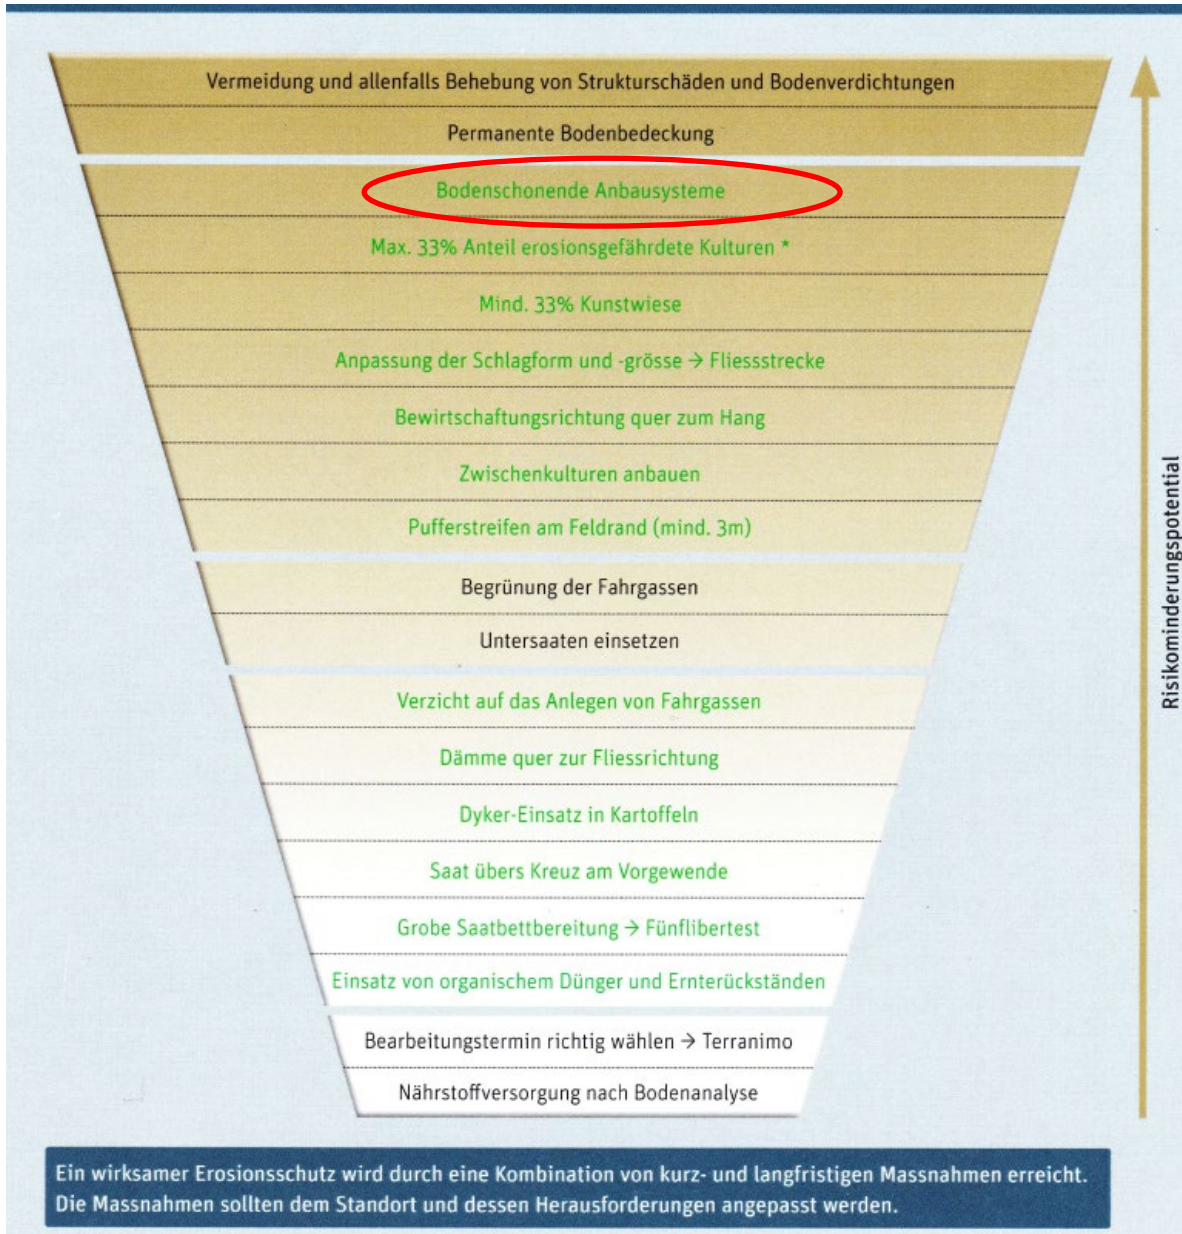 Vermeidung und allenfalls Behebung von Strukturschäden und Bodenverdichtungen
Permanente Bodenbedeckung
Bodenschonende Anbausysteme
Max. 33% Anteil erosionsgefährdete Kulturen *
Mind. 33% Kunstwiese
Anpassung der Schlagform und -grösse → Fliessstrecke
Bewirtschaftungsrichtung quer zum Hang
Zwischenkulturen anbauen
Pufferstreifen am Feldrand (mind. 3m)
Begrünung der Fahrgassen
Untersaaten einsetzen
Verzicht auf das Anlegen von Fahrgassen
Dämme quer zur Fliessrichtung
Dyker-Einsatz in Kartoffeln
Saat übers Kreuz am Vorgewende
Grobe Saatbettbereitung → Fünflibertest
Einsatz von organischem Dünger und Ernterückständen
Bearbeitungstermin richtig wählen → Terranimo
Nährstoffversorgung nach Bodenanalyse
Risikominderungspotential
Ein wirksamer Erosionsschutz wird durch eine Kombination von kurz- und langfristigen Massnahmen erreicht.
Die Massnahmen sollten dem Standort und dessen Herausforderungen angepasst werden.